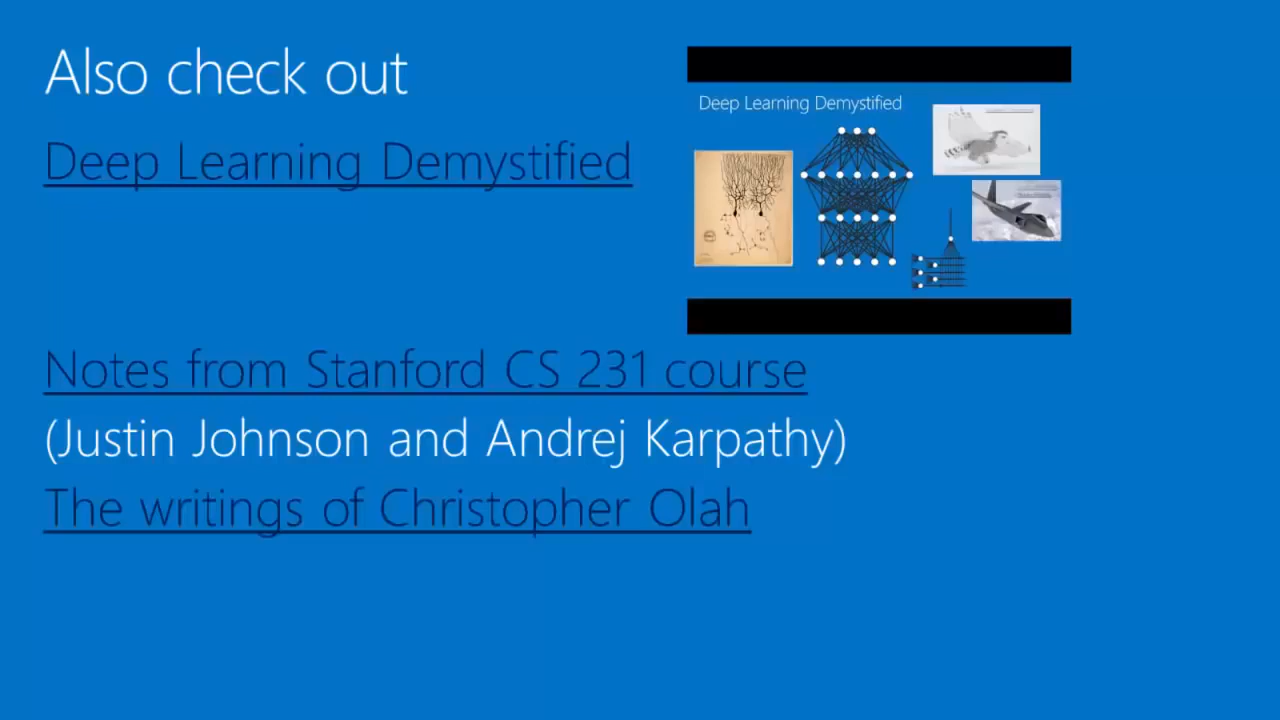 Also check out
Deep Learning Demystified
Deep Learning Demystified
Notes from Stanford CS 231 course
(Justin Johnson and Andrej Karpathy)
The writings of Christopher Olah